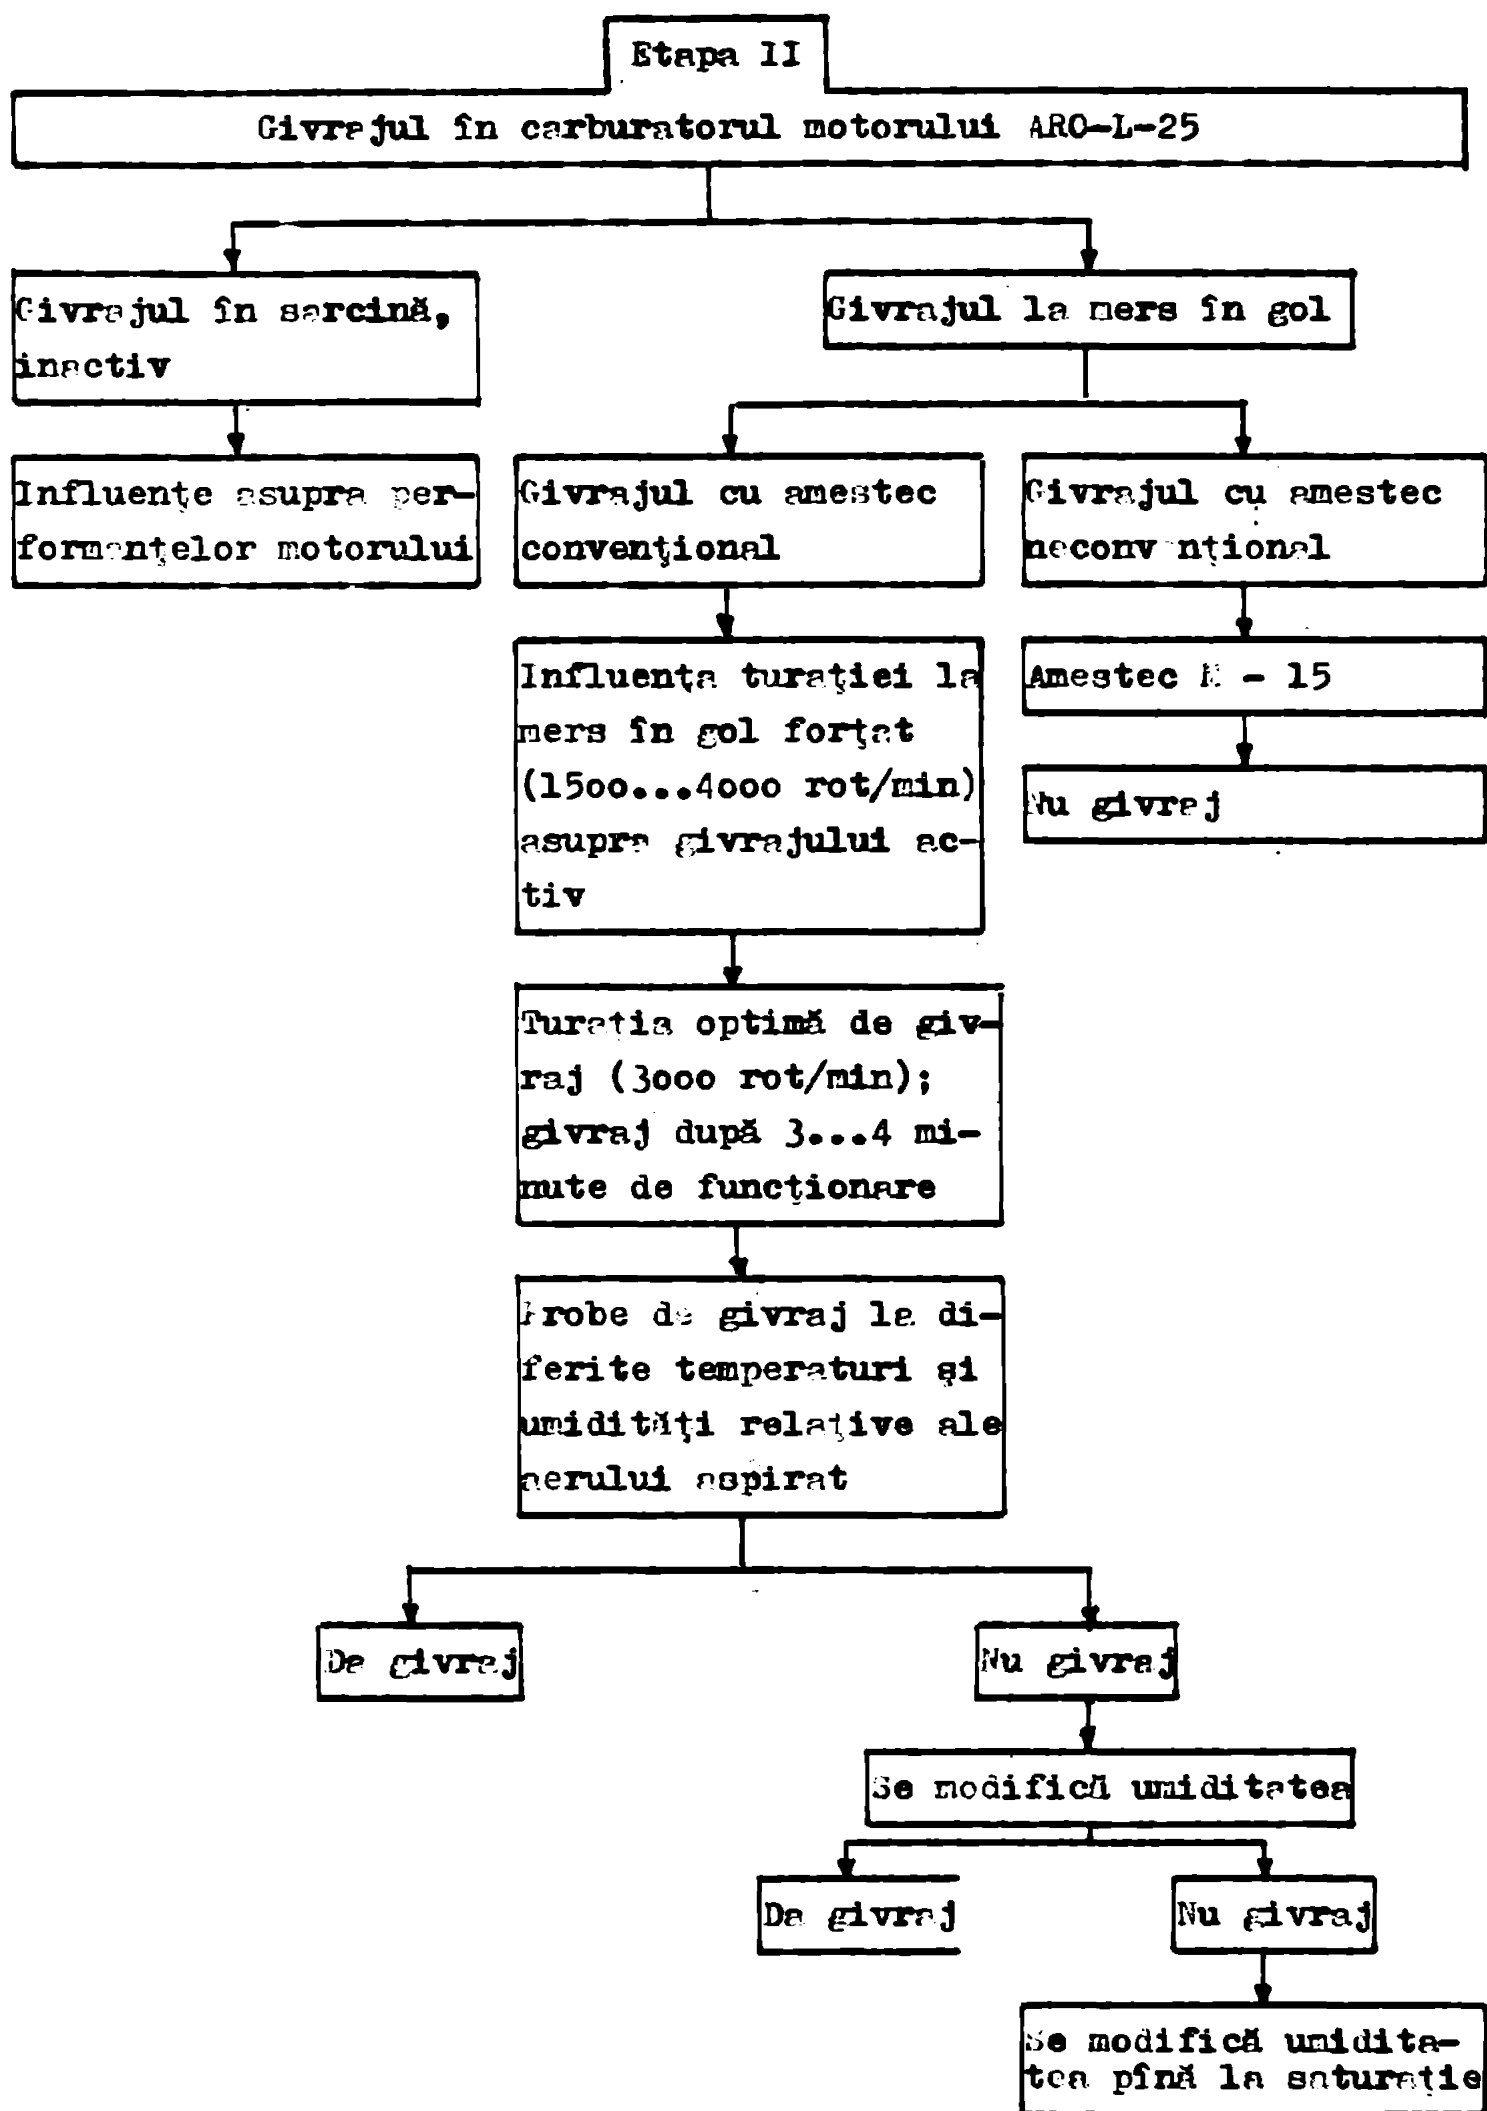 Etapa II
Givrajul în carburatorul motorului ARO-L-25
Givrajul în sarcină,
inactiv
Givrajul la mers în gol
Influențe asupra per-
formanțelor motorului
Givrajul cu amestec
convențional
Givrajul cu amestec
neconvențional
Influența turației la
mers în gol forțat
(1500...4000 rot/min)
asupra givrajului ac-
tiv
Amestec - 15
Nu givraj
Turația optimă de giv-
raj (3000 rot/min);
givraj după 3...4 mi-
nute de funcționare
Probe de givraj la di-
ferite temperaturi și
umidități relative ale
aerului aspirat
Da givraj
Nu givraj
Se modifică umiditatea
Da givraj
Nu givraj
Se modifică umidita-
tea pînă la saturație